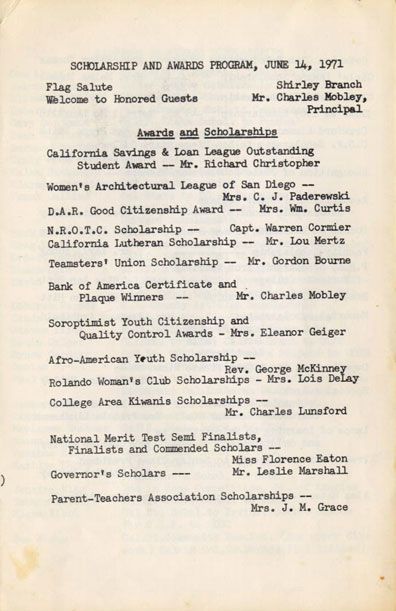 SCHOLARSHIP AND AWARDS PROGRAM, JUNE 14, 1971
Flag Salute Shirley Branch
Welcome to Honored Guests Mr. Charles Mobley,
Principal
Awards and Scholarships
California Savings & Loan League Outstanding
Student Award -- Mr. Richard Christopher
Women's Architectural League of San Diego --
Mrs. C. J. Paderewski
D.A.R. Good Citizenship Award -- Mrs. Wm. Curtis
N.R.O.T.C. Scholarship -- Capt. Warren Cormier
California Lutheran Scholarship -- Mr. Lou Mertz
Teamsters' Union Scholarship -- Mr. Gordon Bourne
Bank of America Certificate and
Plaque Winners -- Mr. Charles Mobley
Soroptimist Youth Citizenship and
Quality Control Awards - Mrs. Eleanor Geiger
Afro-American Youth Scholarship --
Rev. George McKinney
Rolando Woman's Club Scholarships - Mrs. Lois DeLay
College Area Kiwanis Scholarships --
Mr. Charles Lunsford
National Merit Test Semi Finalists,
Finalists and Commended Scholars --
Miss Florence Eaton
Governor's Scholars --- Mr. Leslie Marshall
Parent-Teachers Association Scholarships --
Mrs. J. M. Grace